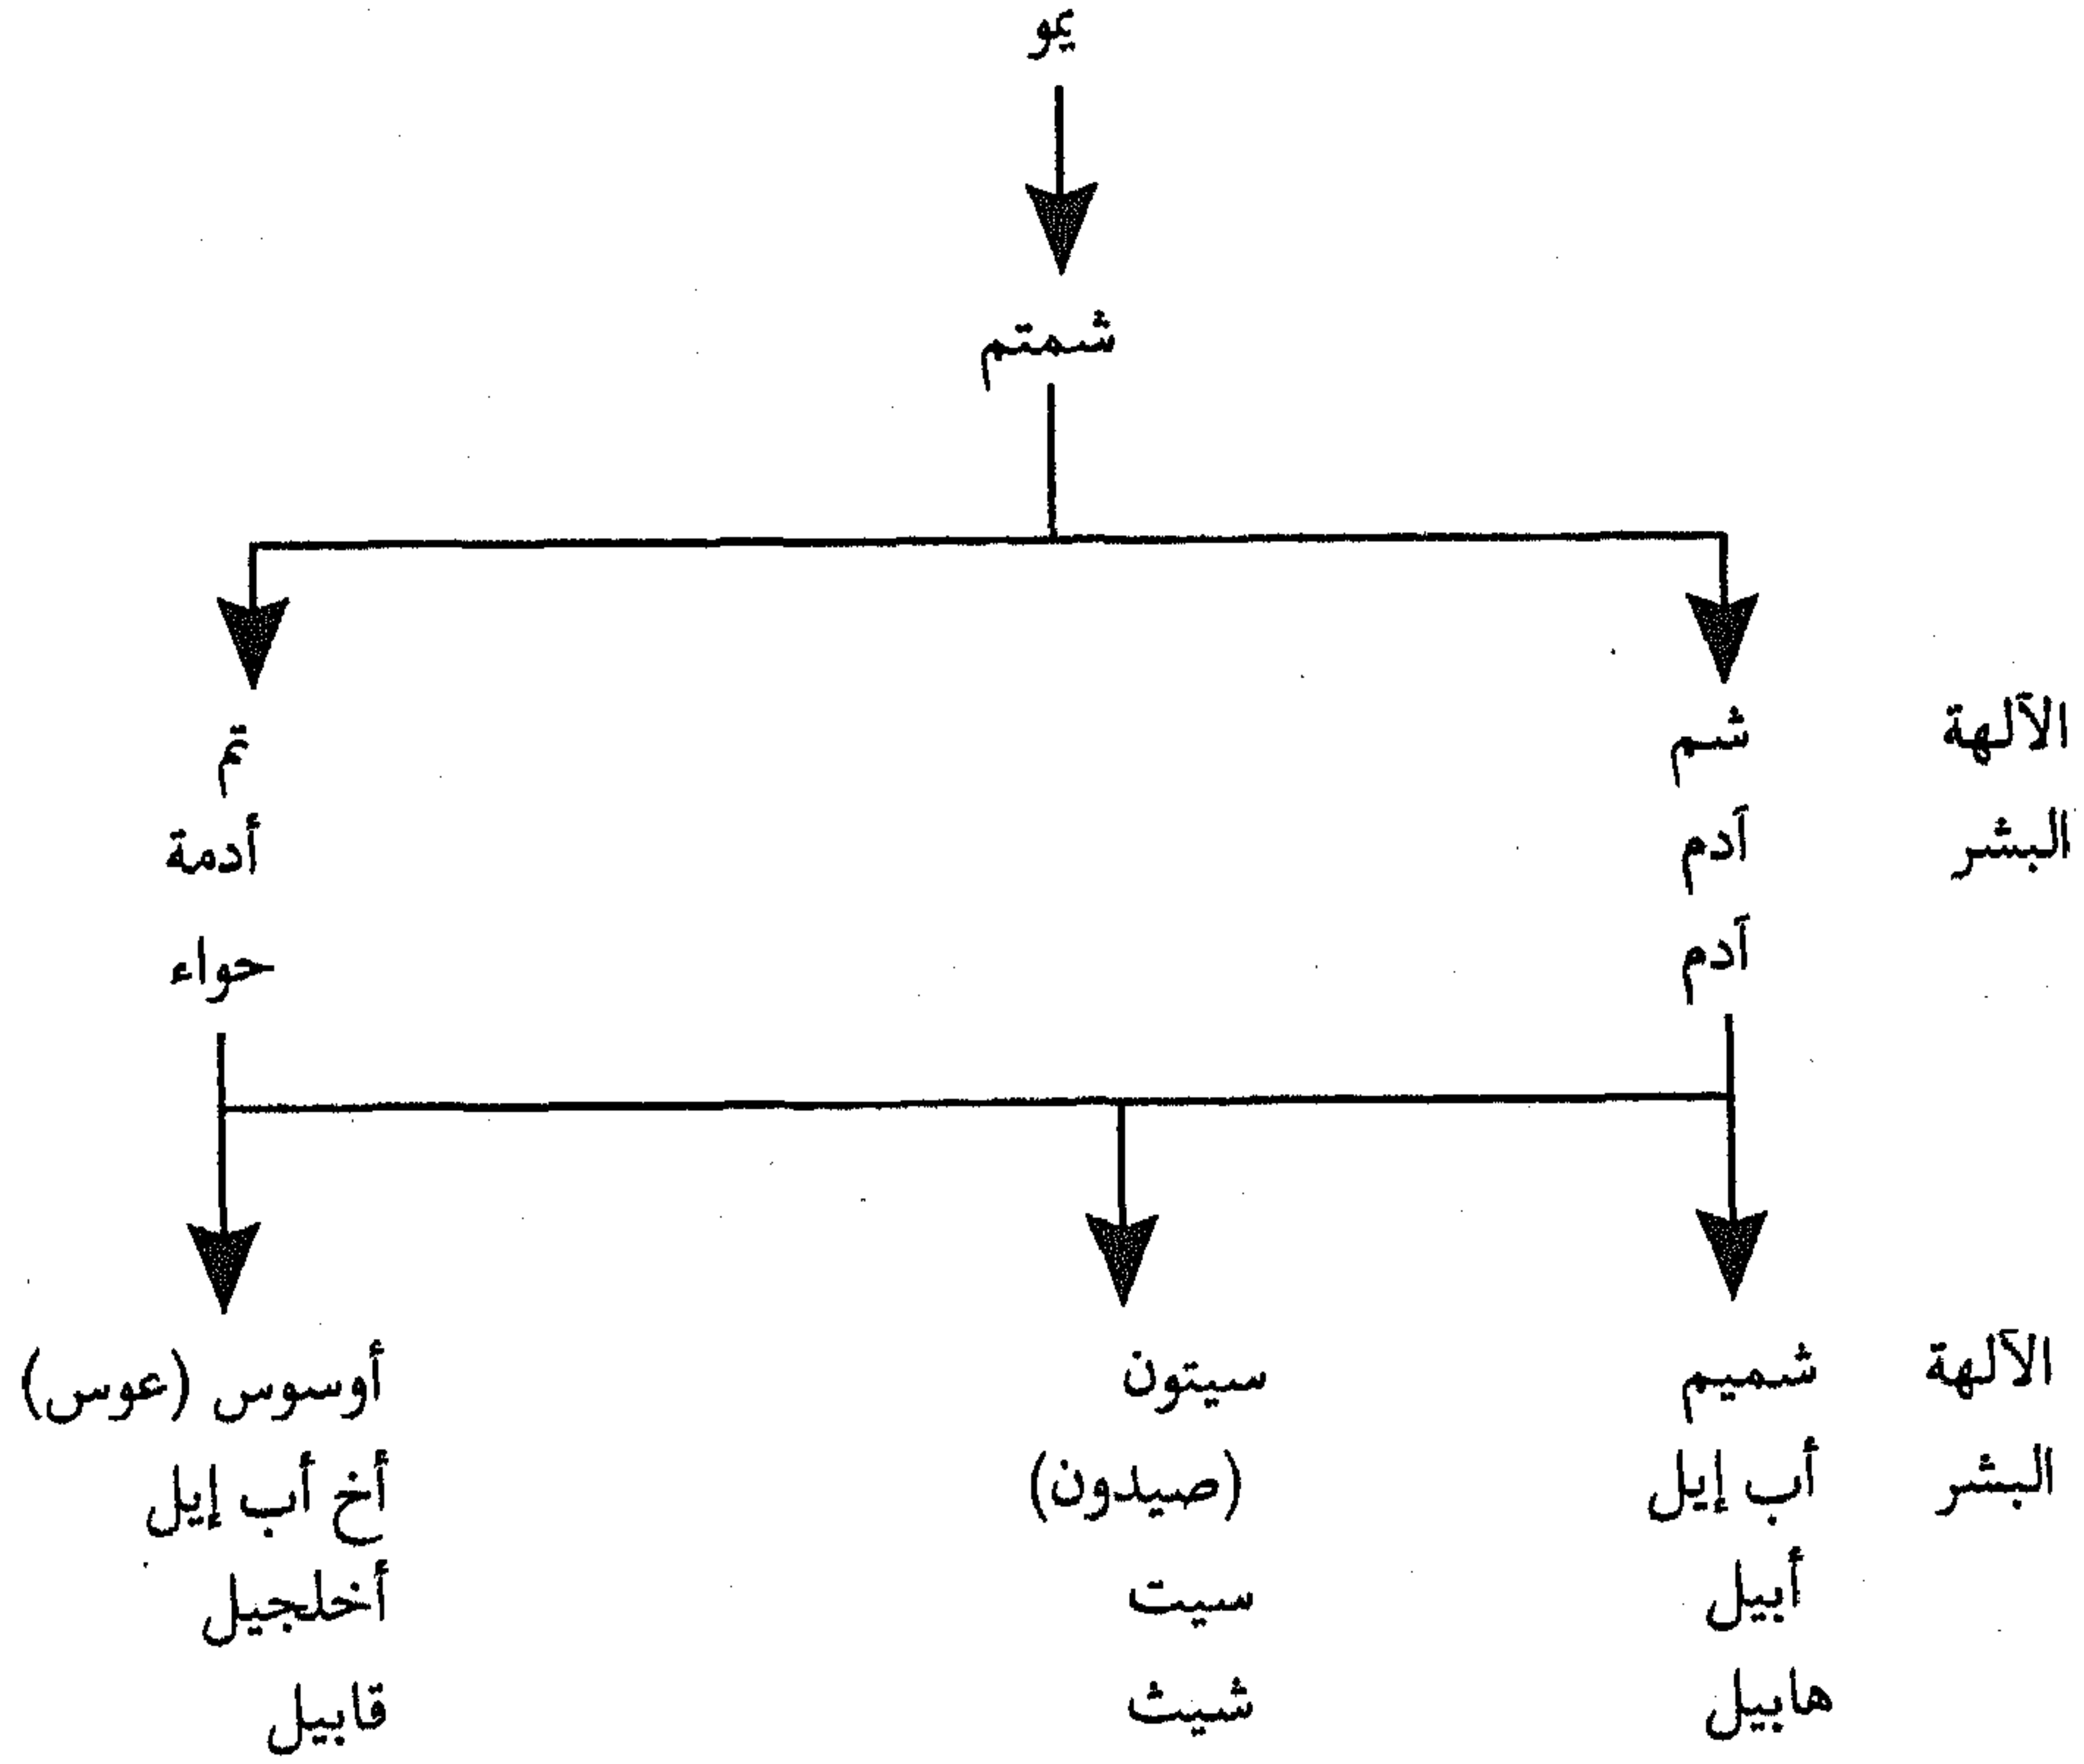 يمو
شمتم
الآلهة شم تم
البشر آدم أدمة
آدم حواء
الآلهة شميم سيتون أوسوس (عوس)
البشر أب إيل (صيدون) أخ أب إيل
أبيل سيت أخلجيل
هابيل شيث قابيل